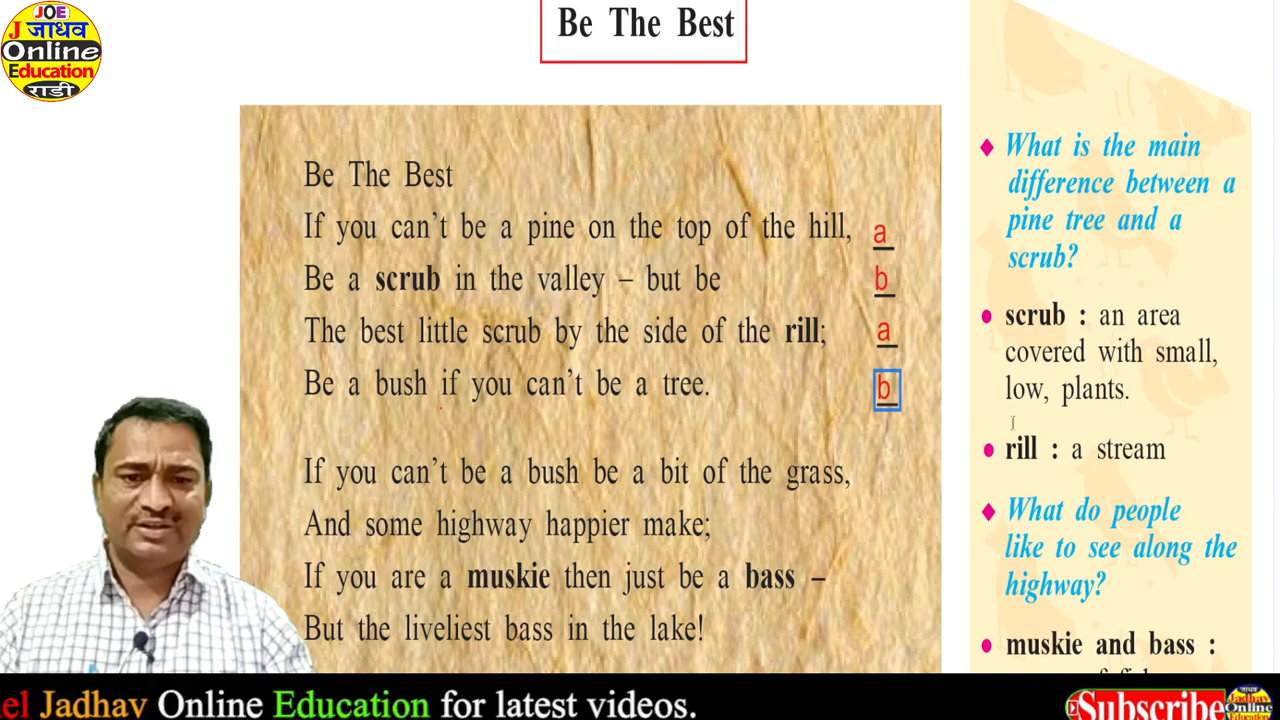 JOE
J जाधव
Online
Education
राडी
Be The Best
Be The Best
If you can't be a pine on the top of the hill, a
Be a scrub in the valley – but be b
The best little scrub by the side of the rill; a
Be a bush if you can't be a tree. b
If you can't be a bush be a bit of the grass,
And some highway happier make;
If you are a muskie then just be a bass –
But the liveliest bass in the lake!
What is the main
difference between a
pine tree and a
scrub?
scrub : an area
covered with small,
low, plants.
rill : a stream
What do people
like to see along the
highway?
muskie and bass :
el Jadhav Online Education for latest videos.
Subscribe
जाधव
Online
Education